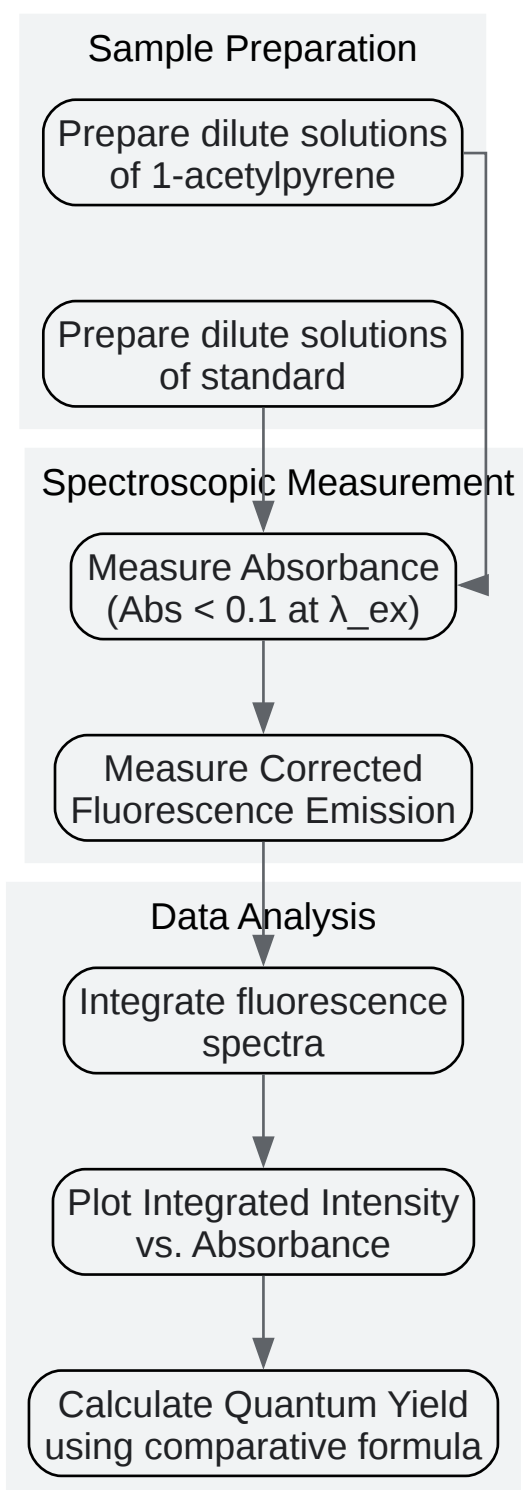 Sample Preparation
Prepare dilute solutions
of 1-acetylpyrene
Prepare dilute solutions
of standard
Spectroscopic Measurement
Measure Absorbance
(Abs < 0.1 at λ_ex)
Measure Corrected
Fluorescence Emission
Data Analysis
Integrate fluorescence
spectra
Plot Integrated Intensity
vs. Absorbance
Calculate Quantum Yield
using comparative formula